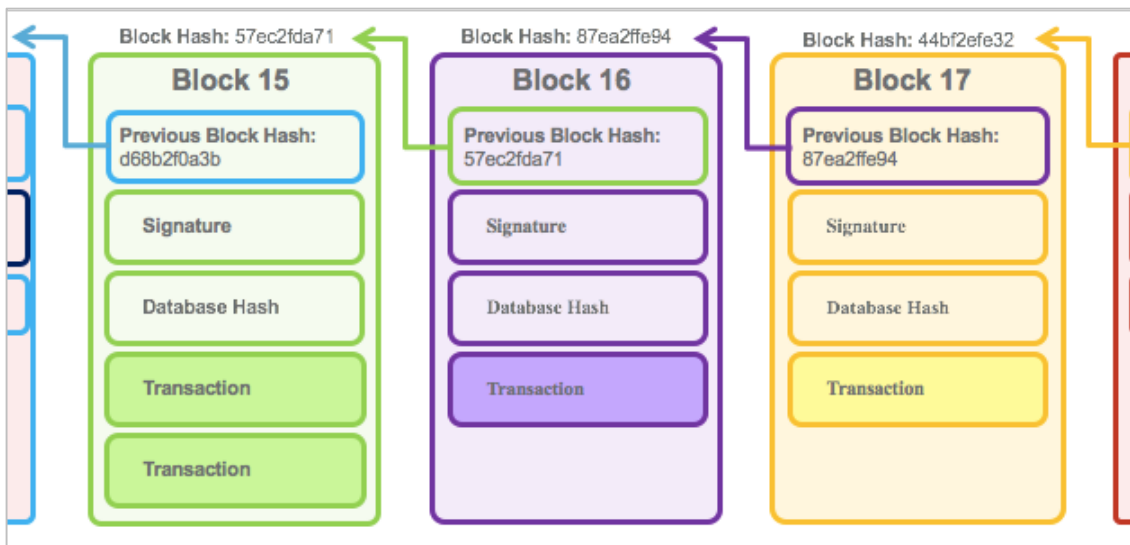 Block Hash: 57ec2fda71
Block Hash: 87ea2ffe94
Block Hash: 44bf2efe32
Block 15
Previous Block Hash:
d68b2f0a3b
Signature
Database Hash
Transaction
Transaction
Block 16
Previous Block Hash:
57ec2fda71
Signature
Database Hash
Transaction
Block 17
Previous Block Hash:
87ea2ffe94
Signature
Database Hash
Transaction